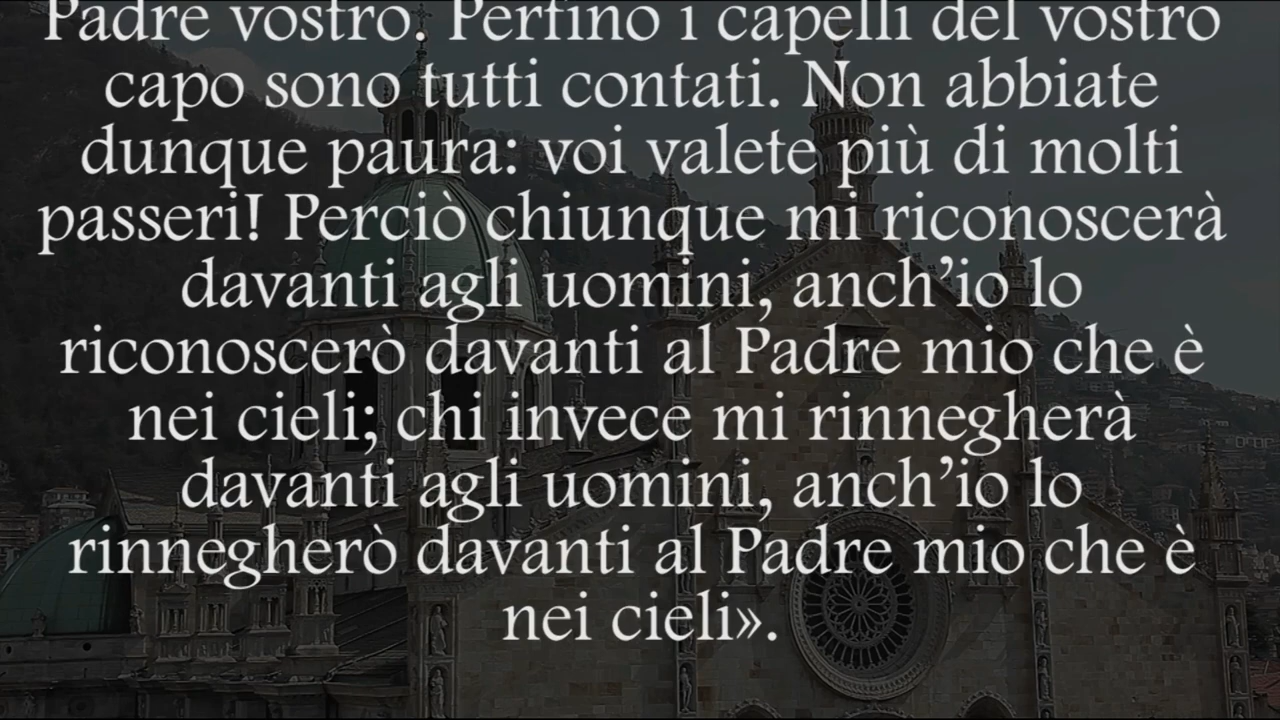 Padre vostro. Perfino i capelli del vostro
capo sono tutti contati. Non abbiate
dunque paura: voi valete più di molti
passeri! Perciò chiunque mi riconoscerà
davanti agli uomini, anch’io lo
riconoscerò davanti al Padre mio che è
nei cieli; chi invece mi rinnegherà
davanti agli uomini, anch’io lo
rinnegherò davanti al Padre mio che è
nei cieli».